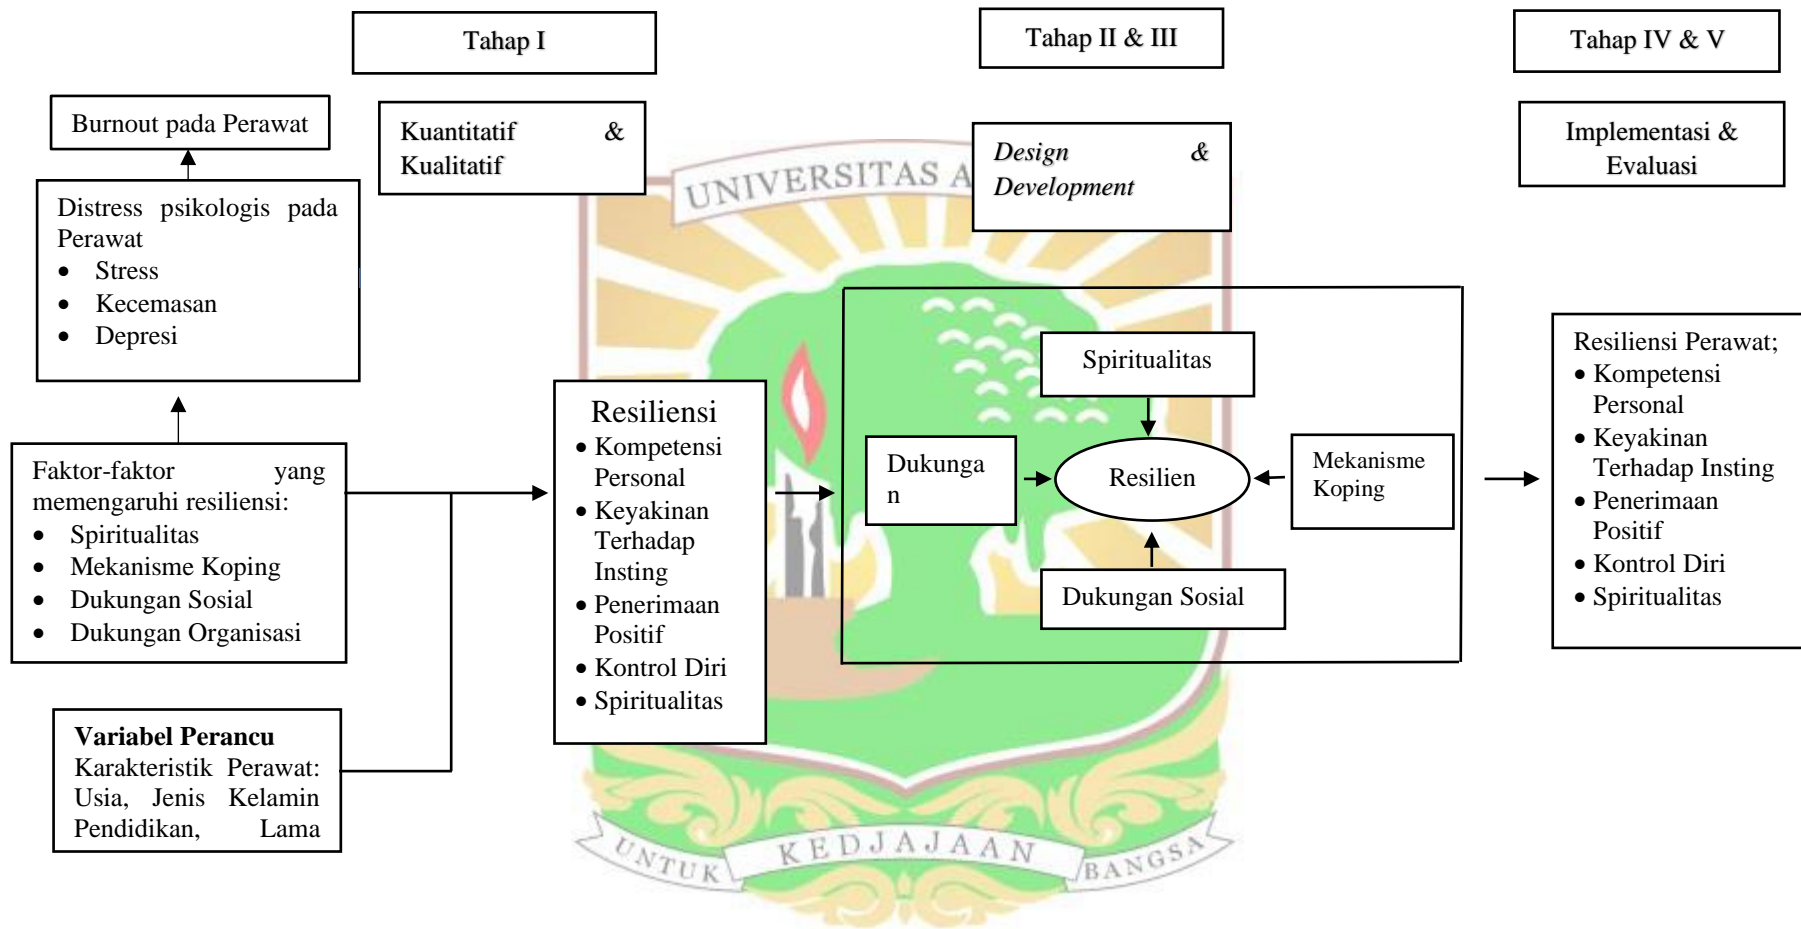 Tahap I
Tahap II & III
Tahap IV & V
Burnout pada Perawat
Kuantitatif &
Kualitatif
Design &
Development
Implementasi &
Evaluasi
UNIVERSITAS A
Distress psikologis pada
Perawat
• Stress
• Kecemasan
• Depresi
Faktor-faktor yang
memengaruhi resiliensi:
• Spiritualitas
• Mekanisme Koping
• Dukungan Sosial
• Dukungan Organisasi
Variabel Perancu
Karakteristik Perawat:
Usia, Jenis Kelamin
Pendidikan, Lama
Resiliensi
• Kompetensi
Personal
• Keyakinan
Terhadap
Insting
• Penerimaan
Positif
• Kontrol Diri
• Spiritualitas
Spiritualitas
Dukunga
n
Resilien
Mekanisme
Koping
Dukungan Sosial
Resiliensi Perawat;
• Kompetensi
Personal
• Keyakinan
Terhadap Insting
• Penerimaan
Positif
• Kontrol Diri
• Spiritualitas
UNTUK KEDJAJAAN BANGSA